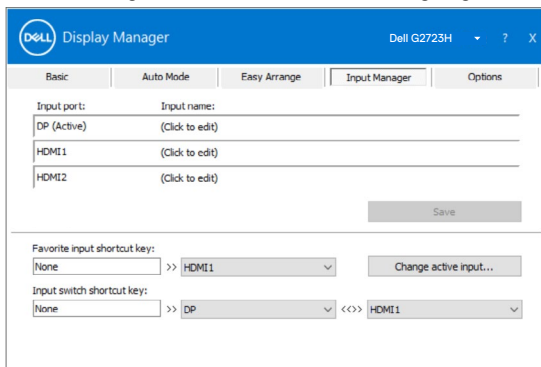 DELL Display Manager Dell G2723H ? X
Basic Auto Mode Easy Arrange Input Manager Options
Input port: Input name:
DP (Active) (Click to edit)
HDMI1 (Click to edit)
HDMI2 (Click to edit)
Save
Favorite input shortcut key:
None >> HDMI1 Change active input...
Input switch shortcut key:
None >> DP <<>> HDMI1